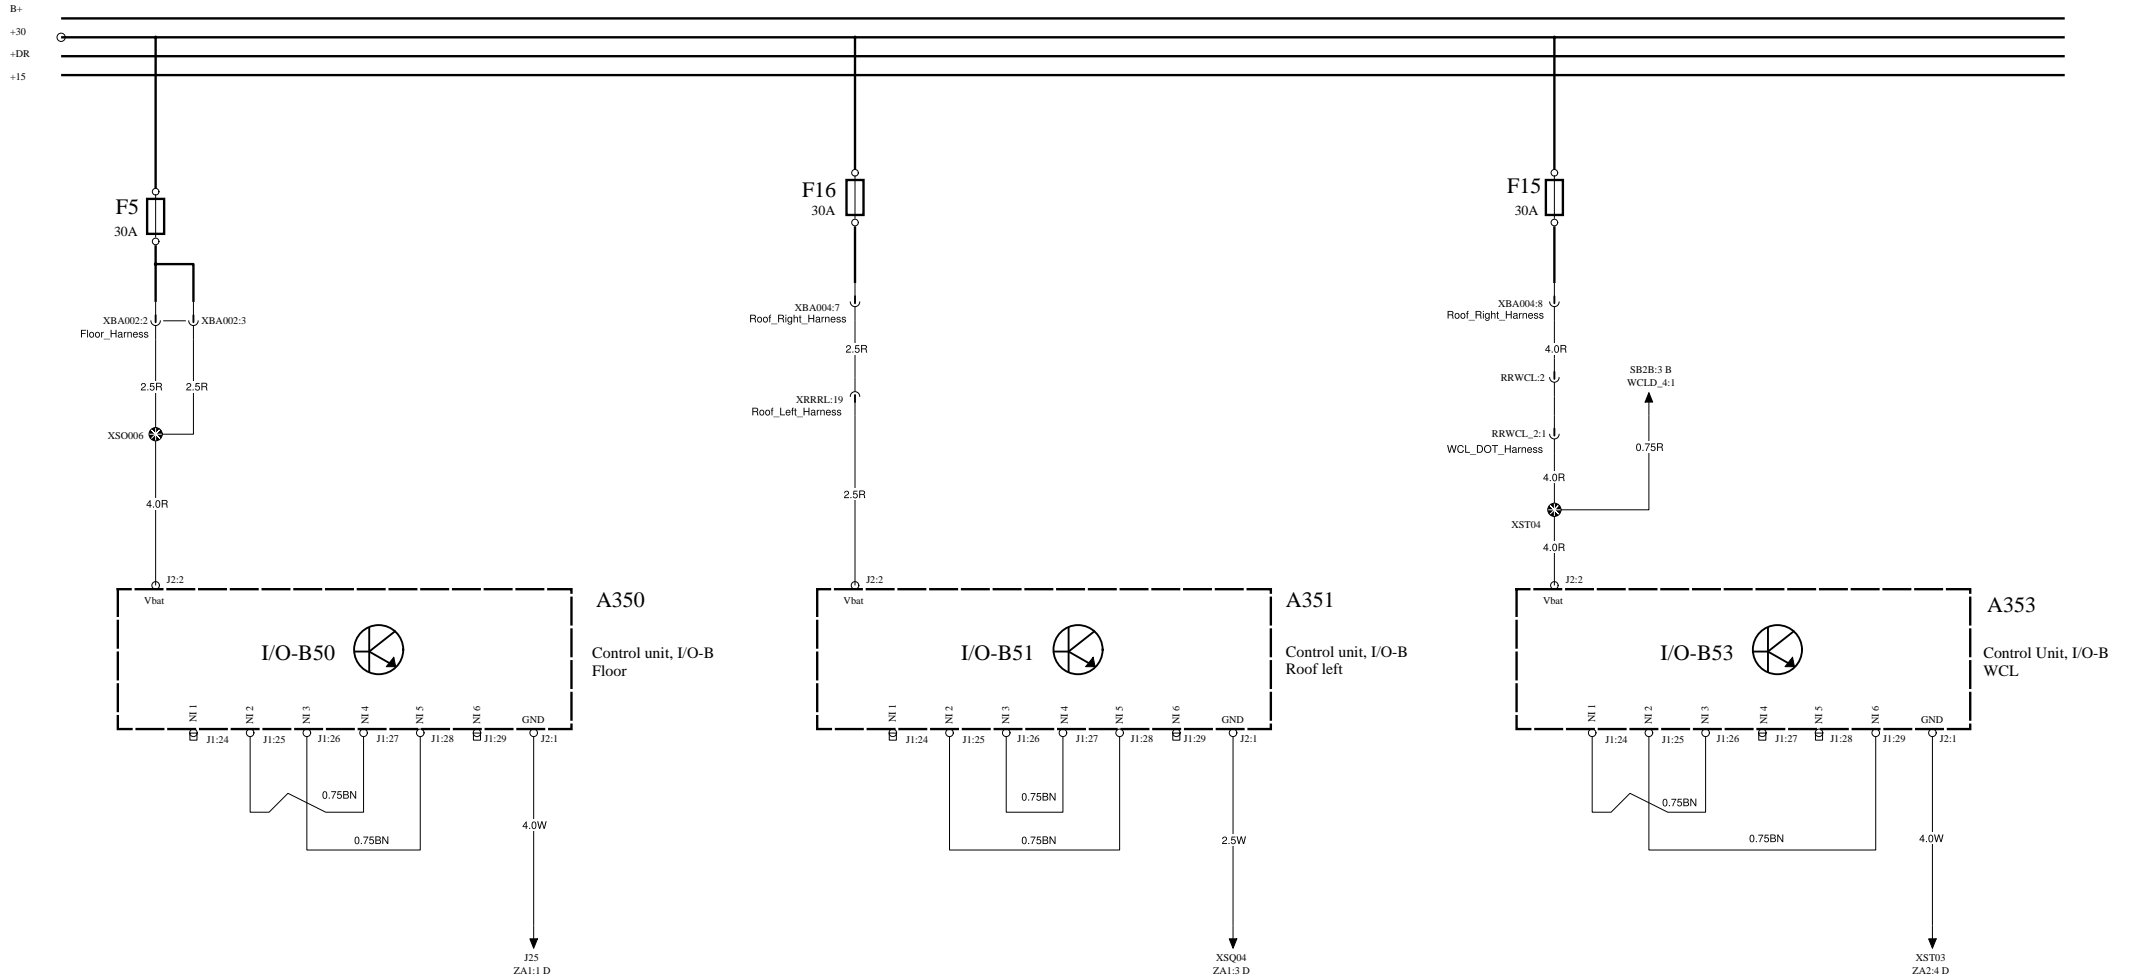 B+
+30
+DR
+15
F5
30A
XBA002:2
XBA002:3
Floor_Harness
2.5R
2.5R
XSO006
4.0R
J2:2
Vbat
A350
I/O-B50
Control unit, I/O-B
Floor
NI 1
NI 2
NI 3
NI 4
NI 5
NI 6
GND
J1:24
J1:25
J1:26
J1:27
J1:28
J1:29
J2:1
0.75BN
0.75BN
4.0W
J25
ZA1:1 D
F16
30A
XBA004:7
Roof_Right_Harness
2.5R
XRRRL:19
Roof_Left_Harness
2.5R
J2:2
Vbat
A351
I/O-B51
Control unit, I/O-B
Roof left
NI 1
NI 2
NI 3
NI 4
NI 5
NI 6
GND
J1:24
J1:25
J1:26
J1:27
J1:28
J1:29
J2:1
0.75BN
0.75BN
2.5W
XSQ04
ZA1:3 D
F15
30A
XBA004:8
Roof_Right_Harness
4.0R
RRWCL:2
SB2B:3 B
WCLD_4:1
RRWCL_2:1
WCL_DOT_Harness
0.75R
4.0R
XST04
4.0R
J2:2
Vbat
A353
I/O-B53
Control Unit, I/O-B
WCL
NI 1
NI 2
NI 3
NI 4
NI 5
NI 6
GND
J1:24
J1:25
J1:26
J1:27
J1:28
J1:29
J2:1
0.75BN
0.75BN
4.0W
XST03
ZA2:4 D